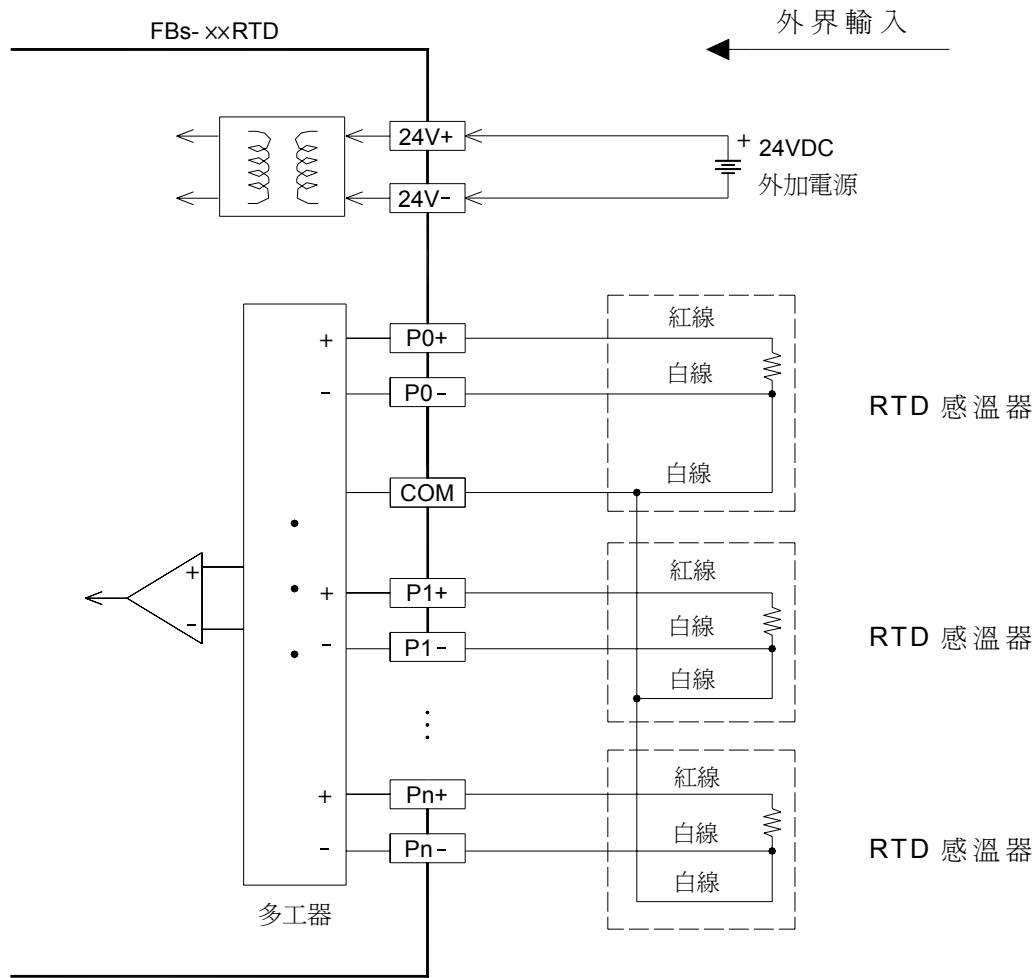 FBs- ××RTD
外界輸入
24V+
+ 24VDC
24V-
外加電源
紅線
+ P0+
白線
- P0-
RTD 感溫器
白線
COM
紅線
+
+ P1+
白線
RTD 感溫器
-
- P1-
白線
紅線
+ Pn+
白線
- Pn-
RTD 感溫器
白線
多工器